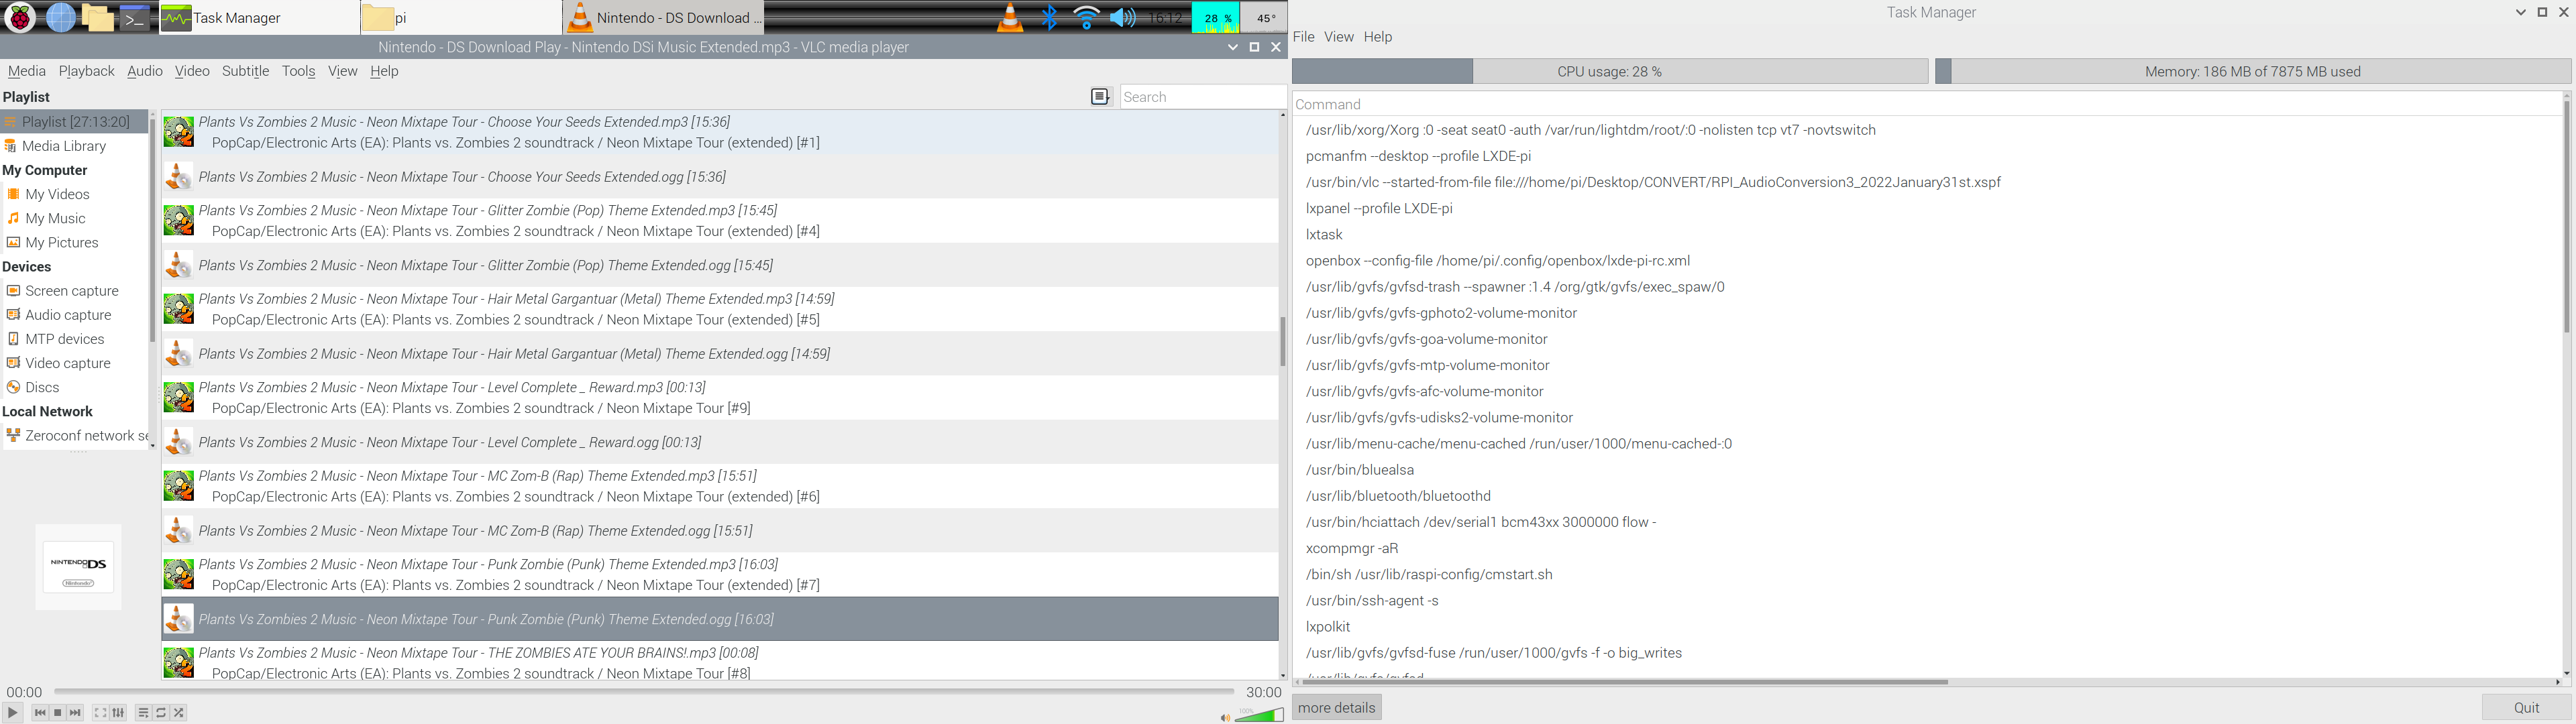 Task Manager
pi
Nintendo - DS Download ...
16:12
28 %
45°
Nintendo - DS Download Play - Nintendo DSi Music Extended.mp3 - VLC media player
Media Playback Audio Video Subtitle Tools View Help
Playlist
Search
Playlist [27:13:20]
Media Library
My Computer
My Videos
My Music
My Pictures
Devices
Screen capture
Audio capture
MTP devices
Video capture
Discs
Local Network
Zeroconf network se
NINTENDO DS
Nintendo
Plants Vs Zombies 2 Music - Neon Mixtape Tour - Choose Your Seeds Extended.mp3 [15:36]
PopCap/Electronic Arts (EA): Plants vs. Zombies 2 soundtrack / Neon Mixtape Tour (extended) [#1]
Plants Vs Zombies 2 Music - Neon Mixtape Tour - Choose Your Seeds Extended.ogg [15:36]
Plants Vs Zombies 2 Music - Neon Mixtape Tour - Glitter Zombie (Pop) Theme Extended.mp3 [15:45]
PopCap/Electronic Arts (EA): Plants vs. Zombies 2 soundtrack / Neon Mixtape Tour (extended) [#4]
Plants Vs Zombies 2 Music - Neon Mixtape Tour - Glitter Zombie (Pop) Theme Extended.ogg [15:45]
Plants Vs Zombies 2 Music - Neon Mixtape Tour - Hair Metal Gargantuar (Metal) Theme Extended.mp3 [14:59]
PopCap/Electronic Arts (EA): Plants vs. Zombies 2 soundtrack / Neon Mixtape Tour (extended) [#5]
Plants Vs Zombies 2 Music - Neon Mixtape Tour - Hair Metal Gargantuar (Metal) Theme Extended.ogg [14:59]
Plants Vs Zombies 2 Music - Neon Mixtape Tour - Level Complete _ Reward.mp3 [00:13]
PopCap/Electronic Arts (EA): Plants vs. Zombies 2 soundtrack / Neon Mixtape Tour [#9]
Plants Vs Zombies 2 Music - Neon Mixtape Tour - Level Complete _ Reward.ogg [00:13]
Plants Vs Zombies 2 Music - Neon Mixtape Tour - MC Zom-B (Rap) Theme Extended.mp3 [15:51]
PopCap/Electronic Arts (EA): Plants vs. Zombies 2 soundtrack / Neon Mixtape Tour (extended) [#6]
Plants Vs Zombies 2 Music - Neon Mixtape Tour - MC Zom-B (Rap) Theme Extended.ogg [15:51]
Plants Vs Zombies 2 Music - Neon Mixtape Tour - Punk Zombie (Punk) Theme Extended.mp3 [16:03]
PopCap/Electronic Arts (EA): Plants vs. Zombies 2 soundtrack / Neon Mixtape Tour (extended) [#7]
Plants Vs Zombies 2 Music - Neon Mixtape Tour - Punk Zombie (Punk) Theme Extended.ogg [16:03]
Plants Vs Zombies 2 Music - Neon Mixtape Tour - THE ZOMBIES ATE YOUR BRAINS!.mp3 [00:08]
PopCap/Electronic Arts (EA): Plants vs. Zombies 2 soundtrack / Neon Mixtape Tour [#8]
00:00
30:00
100%
Task Manager
File View Help
CPU usage: 28 %
Memory: 186 MB of 7875 MB used
Command
/usr/lib/xorg/Xorg :0 -seat seat0 -auth /var/run/lightdm/root/:0 -nolisten tcp vt7 -novtswitch
pcmanfm --desktop --profile LXDE-pi
/usr/bin/vlc --started-from-file file:///home/pi/Desktop/CONVERT/RPI_AudioConversion3_2022January31st.xspf
lxpanel --profile LXDE-pi
lxtask
openbox --config-file /home/pi/.config/openbox/lxde-pi-rc.xml
/usr/lib/gvfs/gvfsd-trash --spawner :1.4 /org/gtk/gvfs/exec_spaw/0
/usr/lib/gvfs/gvfs-gphoto2-volume-monitor
/usr/lib/gvfs/gvfs-goa-volume-monitor
/usr/lib/gvfs/gvfs-mtp-volume-monitor
/usr/lib/gvfs/gvfs-afc-volume-monitor
/usr/lib/gvfs/gvfs-udisks2-volume-monitor
/usr/lib/menu-cache/menu-cached /run/user/1000/menu-cached-:0
/usr/bin/bluealsa
/usr/lib/bluetooth/bluetoothd
/usr/bin/hciattach /dev/serial1 bcm43xx 3000000 flow -
xcompmgr -aR
/bin/sh /usr/lib/raspi-config/cmstart.sh
/usr/bin/ssh-agent -s
lxpolkit
/usr/lib/gvfs/gvfsd-fuse /run/user/1000/gvfs -f -o big_writes
/usr/lib/gvfs/gvfsd
more details
Quit